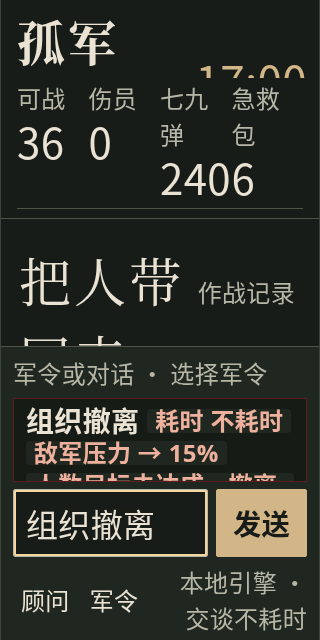 孤军
17:00
可战 伤员 七九弹 急救包
36 0 2406
把人带 作战记录
军令或对话 · 选择军令
组织撤离 耗时 不耗时
敌军压力 → 15%
组织撤离 发送
顾问 军令 本地引擎 ·
交谈不耗时